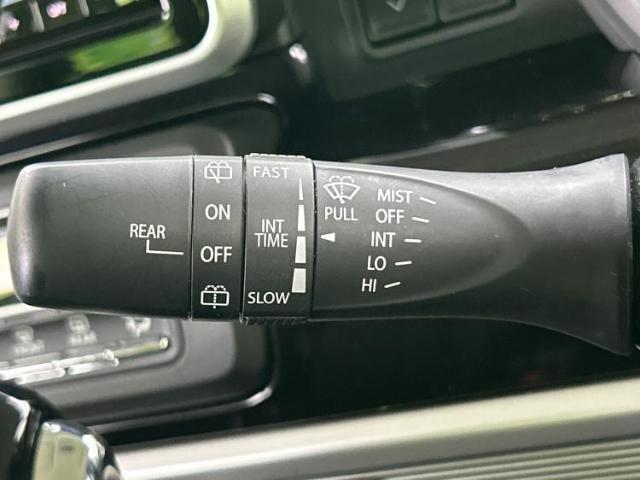 REAR
ON
OFF
FAST
INT
TIME
SLOW
PULL
MIST
OFF
INT
LO
HI